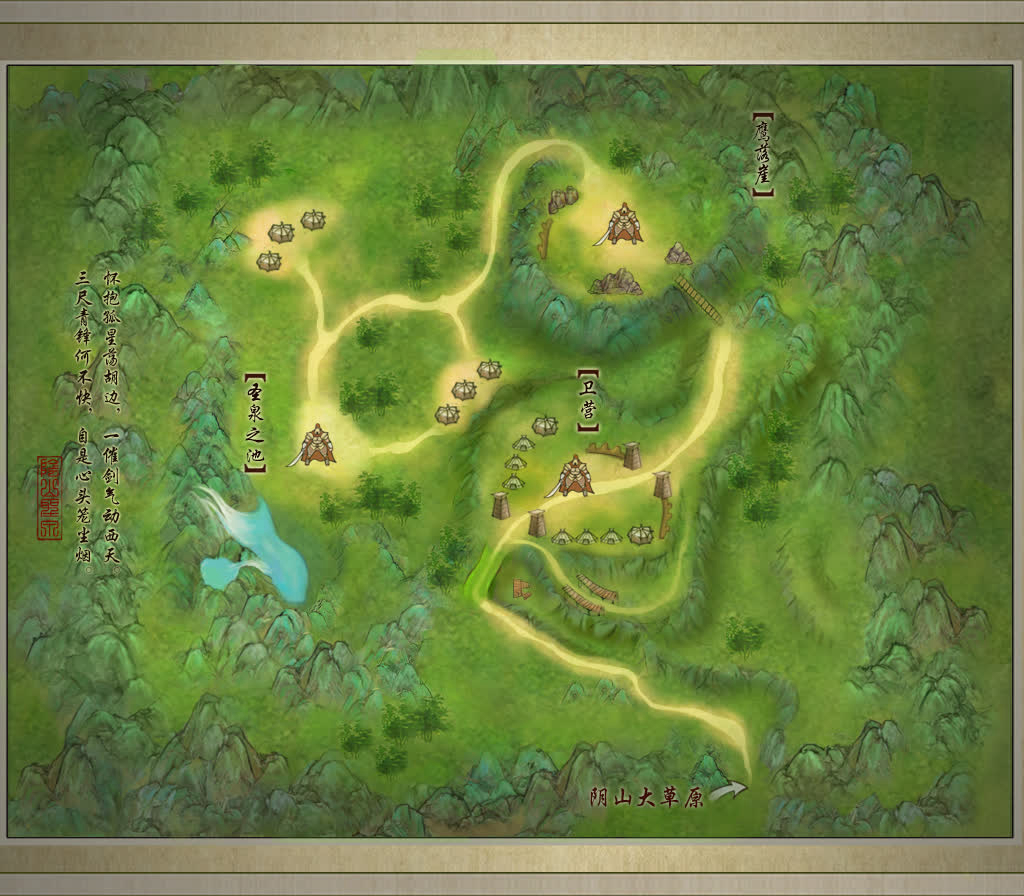 【鹰落崖】
怀抱孤星荡胡边，一催剑气动西天。
三尺青锋何不快，自是心头笼尘烟。
【圣泉之池】
【卫营】
阴山大草原